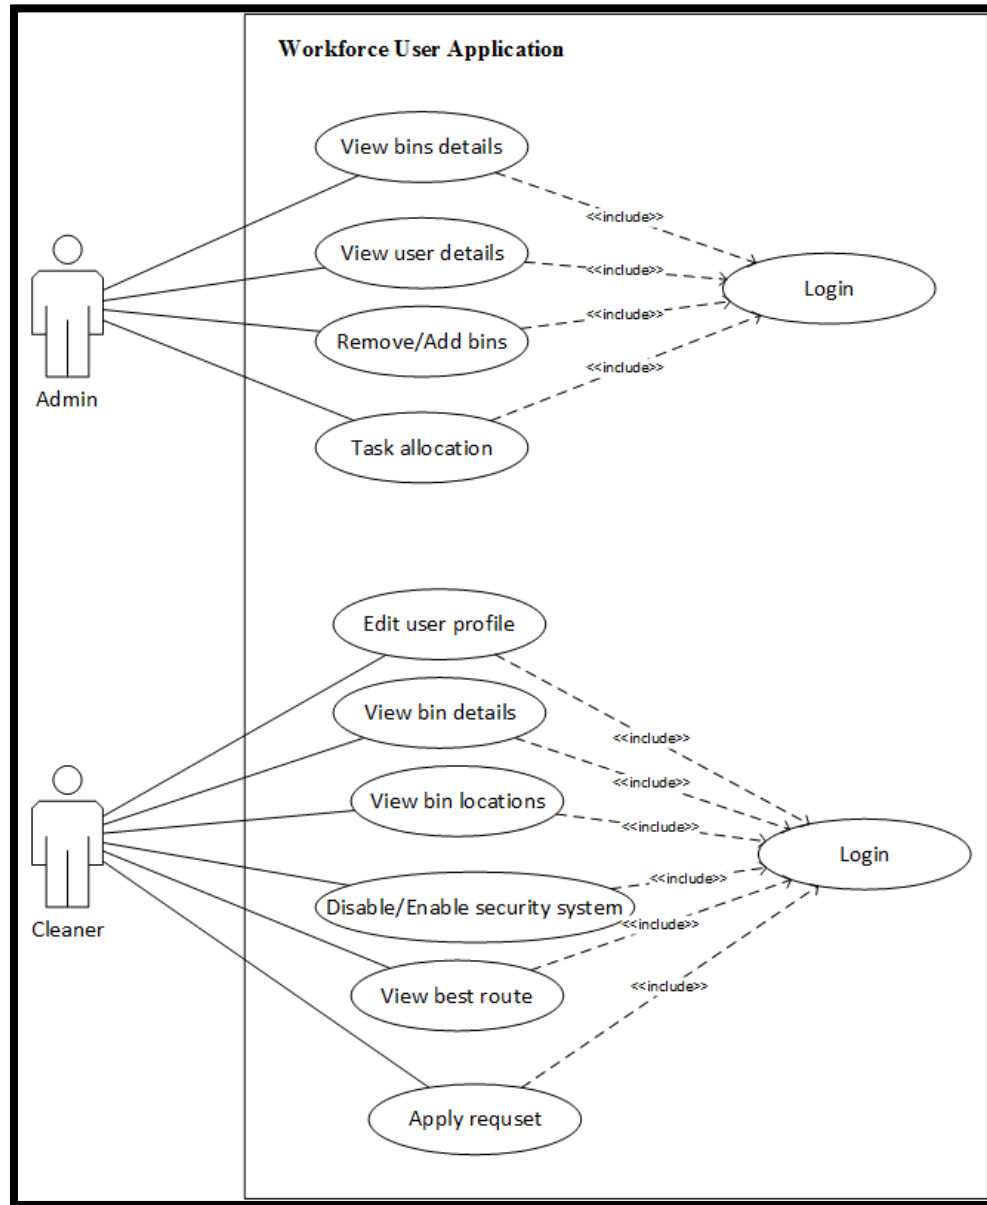 Workforce User Application
View bins details
<<include>>
View user details
<<include>>
Login
<<include>>
Remove/Add bins
<<include>>
Admin
Task allocation
Edit user profile
View bin details
<<include>>
<<include>>
View bin locations
<<include>>
Login
<<include>>
Disable/Enable security system
<<include>>
Cleaner
View best route
<<include>>
Apply requset